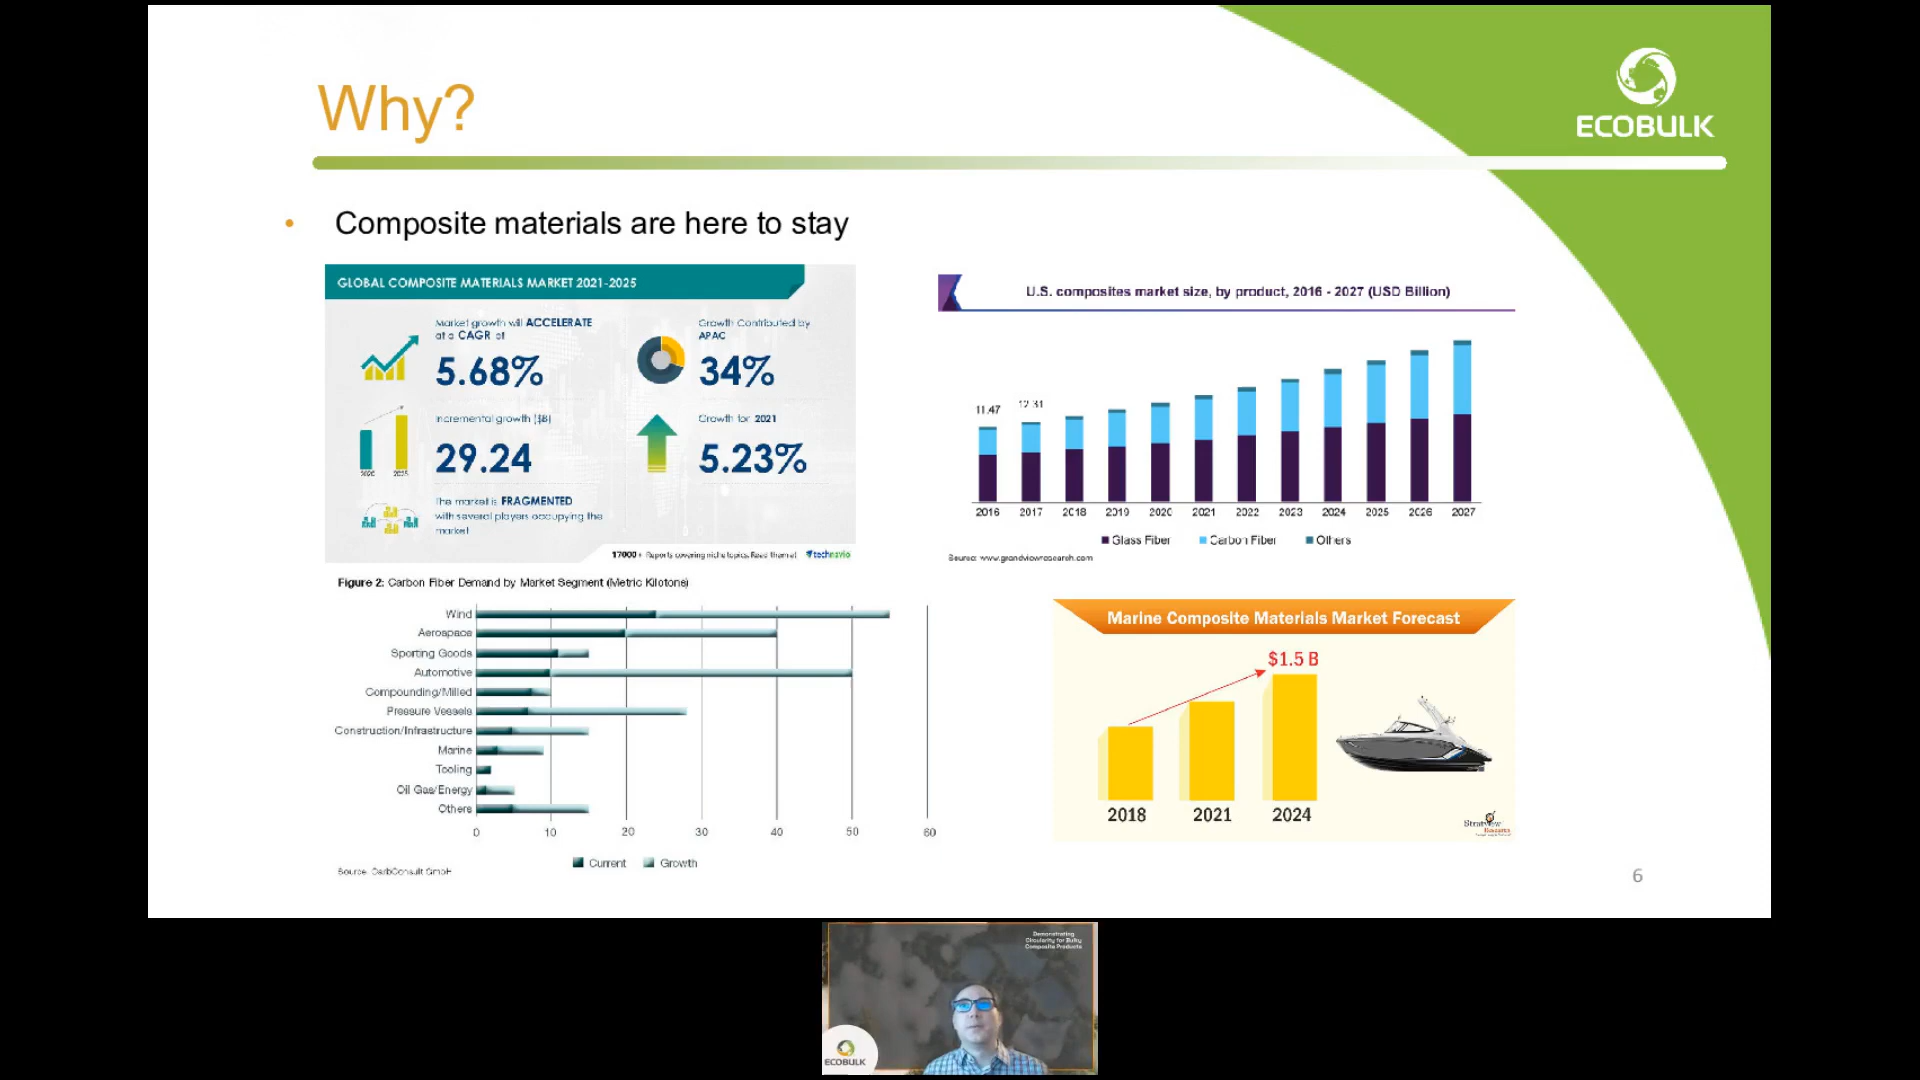 Why?
ECOBULK
• Composite materials are here to stay
GLOBAL COMPOSITE MATERIALS MARKET 2021-2025
Market growth will ACCELERATE
at a CAGR of
5.68%
Growth Contributed by
APAC
34%
Incremental growth ($B)
29.24
2020 2025
Growth for 2021
5.23%
The market is FRAGMENTED
with several players occupying the
market
17000+ Reports covering niche topics. Read them at technavio
U.S. composites market size, by product, 2016 - 2027 (USD Billion)
11.47 12.31
2016 2017 2018 2019 2020 2021 2022 2023 2024 2025 2026 2027
Glass Fiber Carbon Fiber Others
Source: www.grandviewresearch.com
Figure 2: Carbon Fiber Demand by Market Segment (Metric Kilotons)
Wind
Aerospace
Sporting Goods
Automotive
Compounding/Milled
Pressure Vessels
Construction/Infrastructure
Marine
Tooling
Oil Gas/Energy
Others
0 10 20 30 40 50 60
Current Growth
Source: CarbConsult GmbH
Marine Composite Materials Market Forecast
$1.5 B
2018 2021 2024
Stratview
Research
6
Demonstrating
Circularity for Bulky
Composite Products
ECOBULK